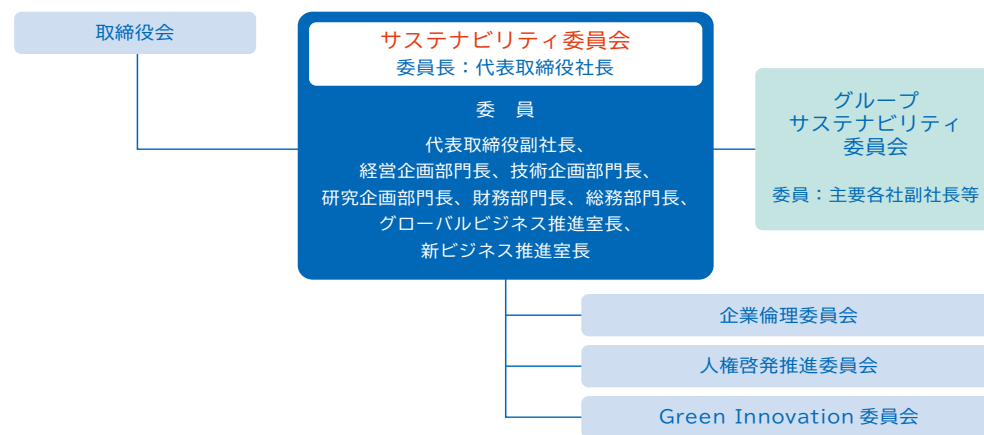 取締役会
サステナビリティ委員会
委員長：代表取締役社長
委　員
代表取締役副社長、
経営企画部門長、技術企画部門長、
研究企画部門長、財務部門長、総務部門長、
グローバルビジネス推進室長、
新ビジネス推進室長
グループ
サステナビリティ
委員会
委員：主要各社副社長等
企業倫理委員会
人権啓発推進委員会
Green Innovation 委員会